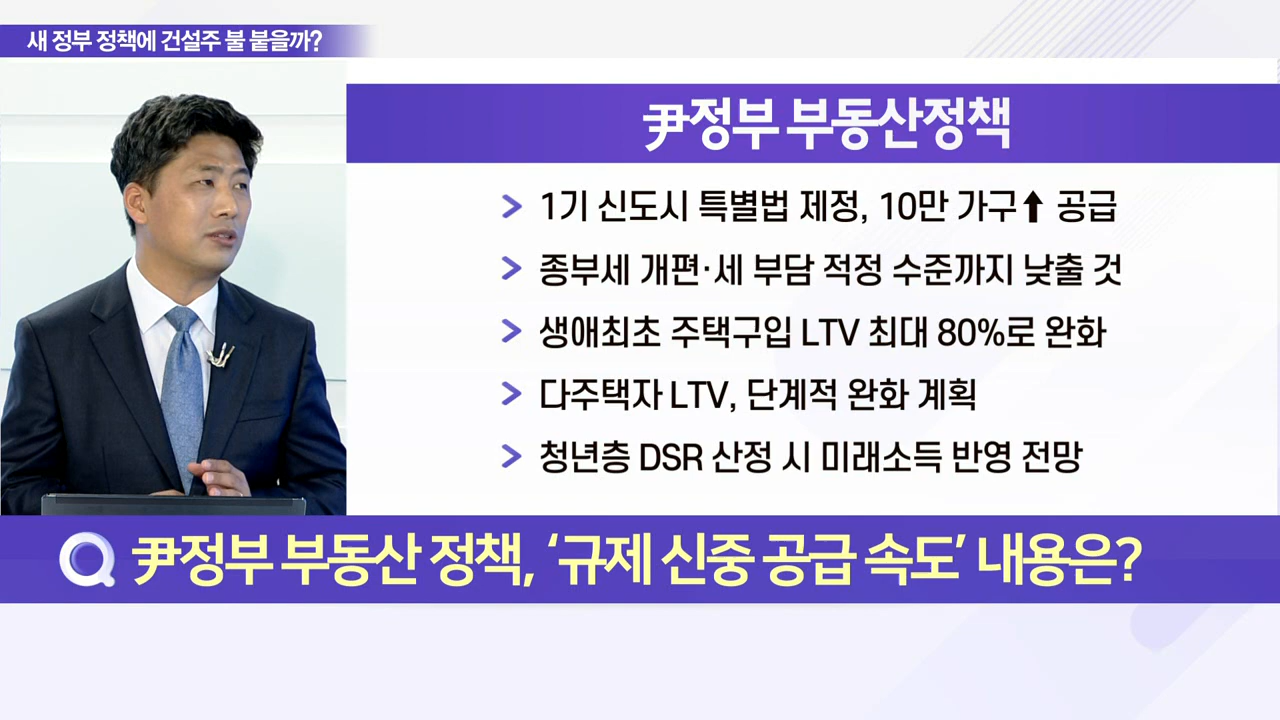 새 정부 정책에 건설주 불 붙을까?
尹정부 부동산정책
> 1기 신도시 특별법 제정, 10만 가구⬆ 공급
> 종부세 개편·세 부담 적정 수준까지 낮출 것
> 생애최초 주택구입 LTV 최대 80%로 완화
> 다주택자 LTV, 단계적 완화 계획
> 청년층 DSR 산정 시 미래소득 반영 전망
Q 尹정부 부동산 정책, ‘규제 신중 공급 속도’ 내용은?